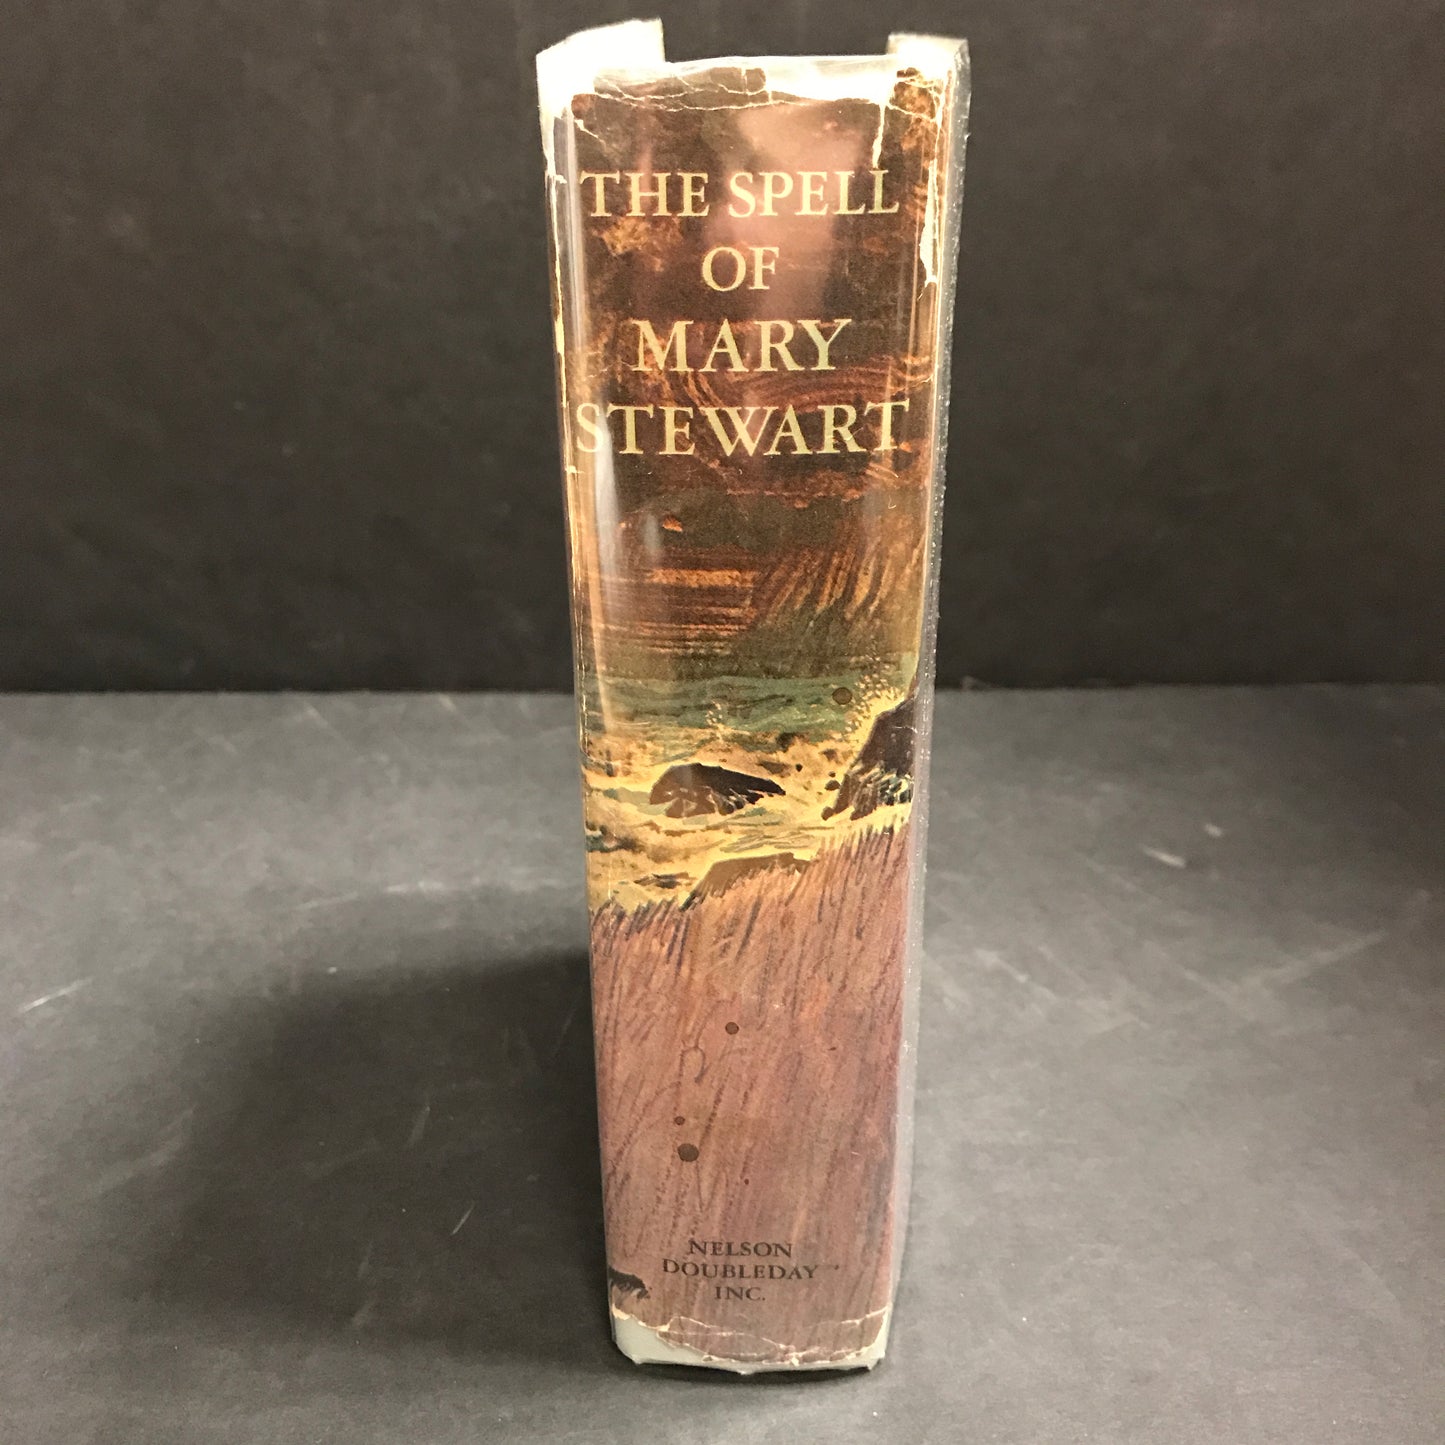 THE SPELL
OF
MARY
STEWART
NELSON
DOUBLEDAY
INC.